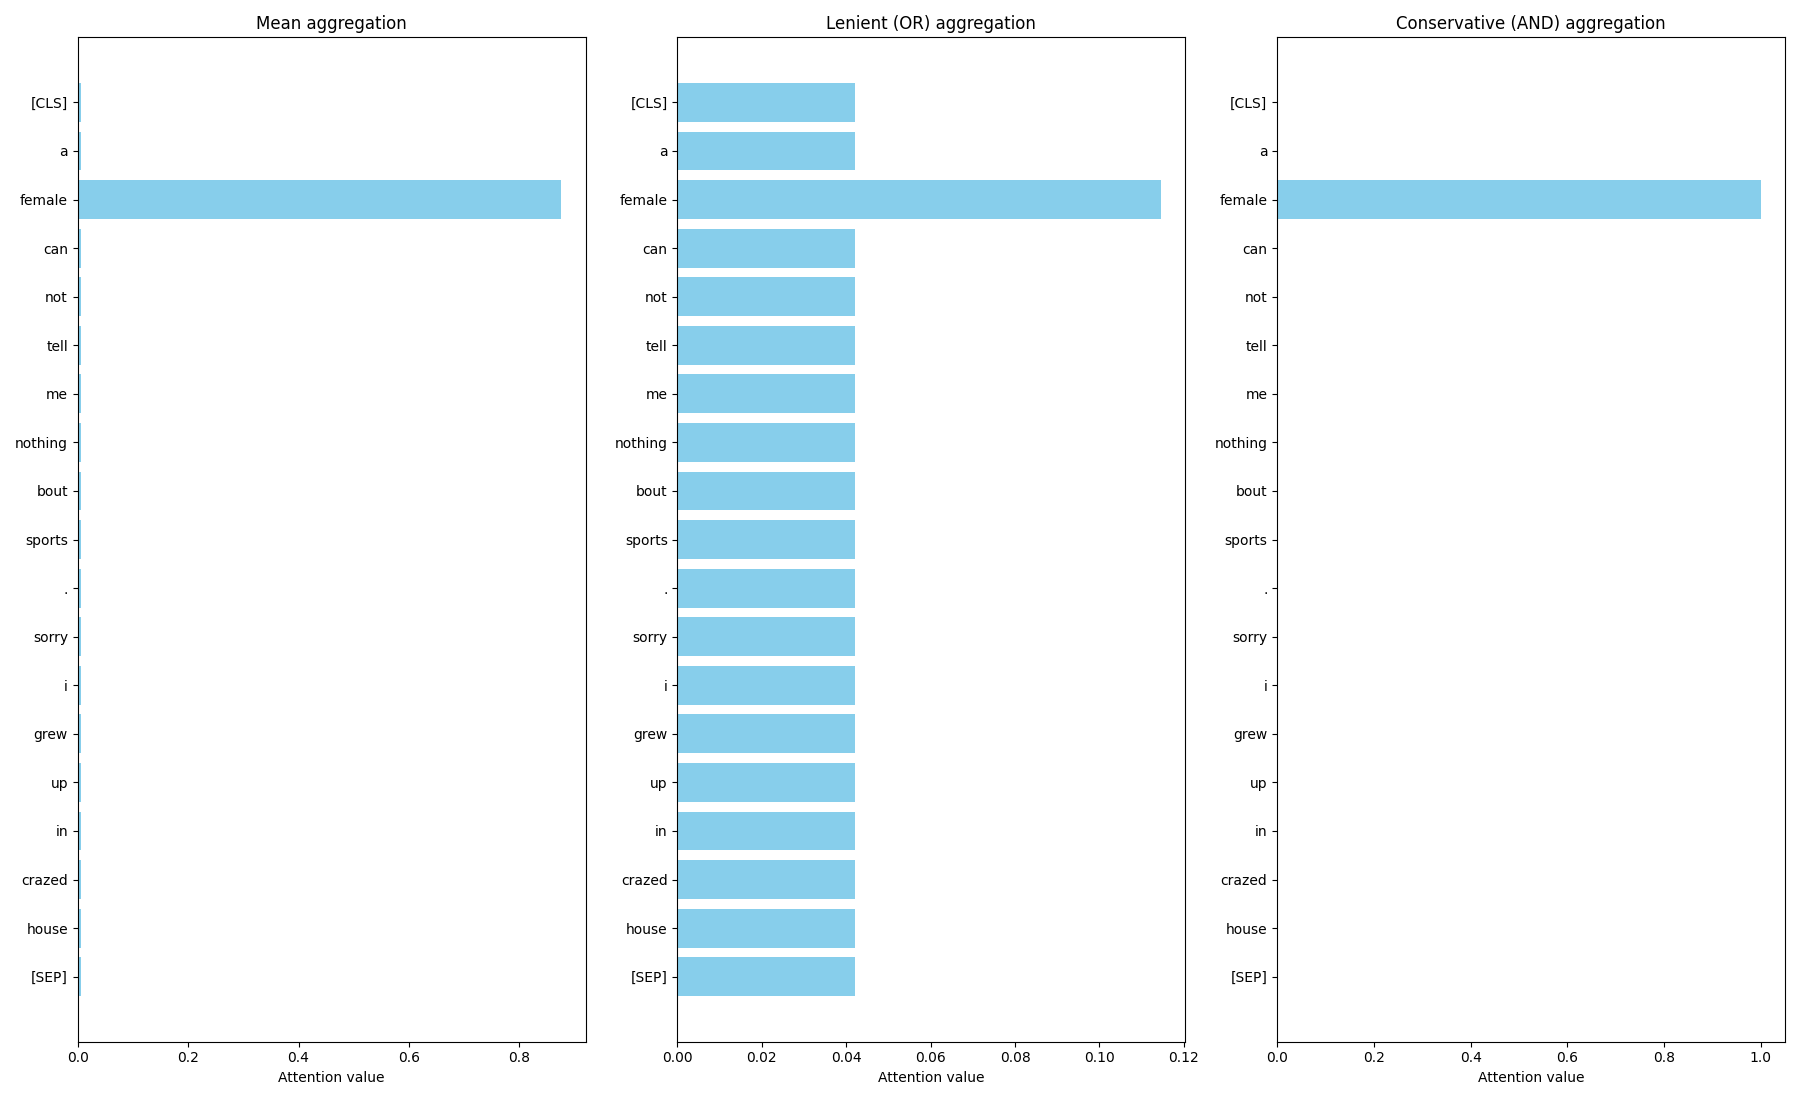 Mean aggregation
[CLS]
a
female
can
not
tell
me
nothing
bout
sports
.
sorry
i
grew
up
in
crazed
house
[SEP]
0.0 0.2 0.4 0.6 0.8
Attention value
Lenient (OR) aggregation
[CLS]
a
female
can
not
tell
me
nothing
bout
sports
.
sorry
i
grew
up
in
crazed
house
[SEP]
0.00 0.02 0.04 0.06 0.08 0.10 0.12
Attention value
Conservative (AND) aggregation
[CLS]
a
female
can
not
tell
me
nothing
bout
sports
.
sorry
i
grew
up
in
crazed
house
[SEP]
0.0 0.2 0.4 0.6 0.8 1.0
Attention value